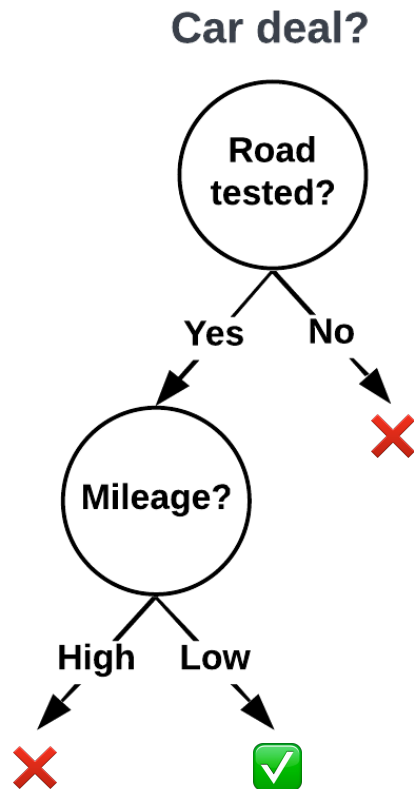 Car deal?
Road
tested?
Yes
No
Mileage?
High
Low